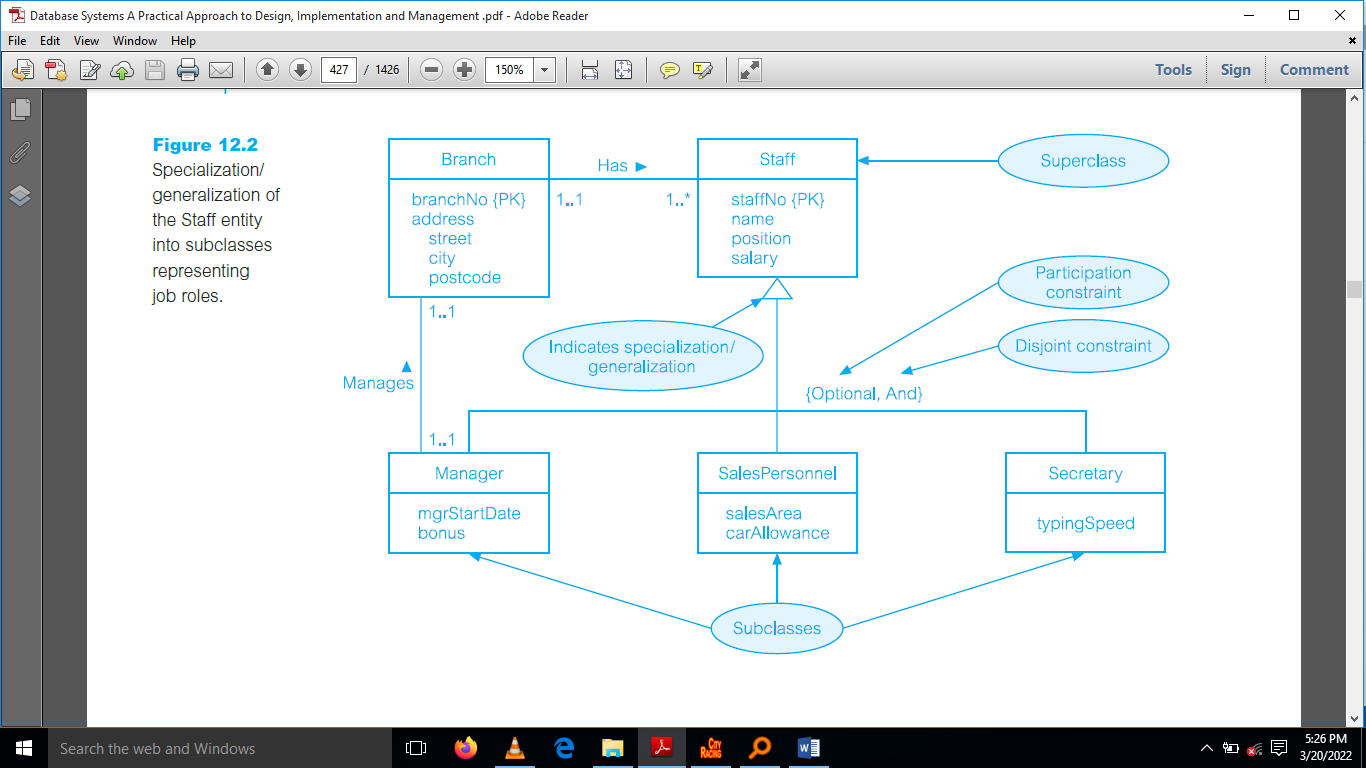 Database Systems A Practical Approach to Design, Implementation and Management .pdf - Adobe Reader
File Edit View Window Help
427 / 1426 150% Tools Sign Comment
Figure 12.2
Specialization/
generalization of
the Staff entity
into subclasses
representing
job roles.
Branch
branchNo {PK}
address
street
city
postcode
Has
1..1
1..*
Staff
staffNo {PK}
name
position
salary
Superclass
Participation
constraint
Disjoint constraint
Indicates specialization/
generalization
{Optional, And}
1..1
Manages
1..1
Manager
mgrStartDate
bonus
SalesPersonnel
salesArea
carAllowance
Secretary
typingSpeed
Subclasses
Search the web and Windows
CITY
RACING
5:26 PM
3/20/2022